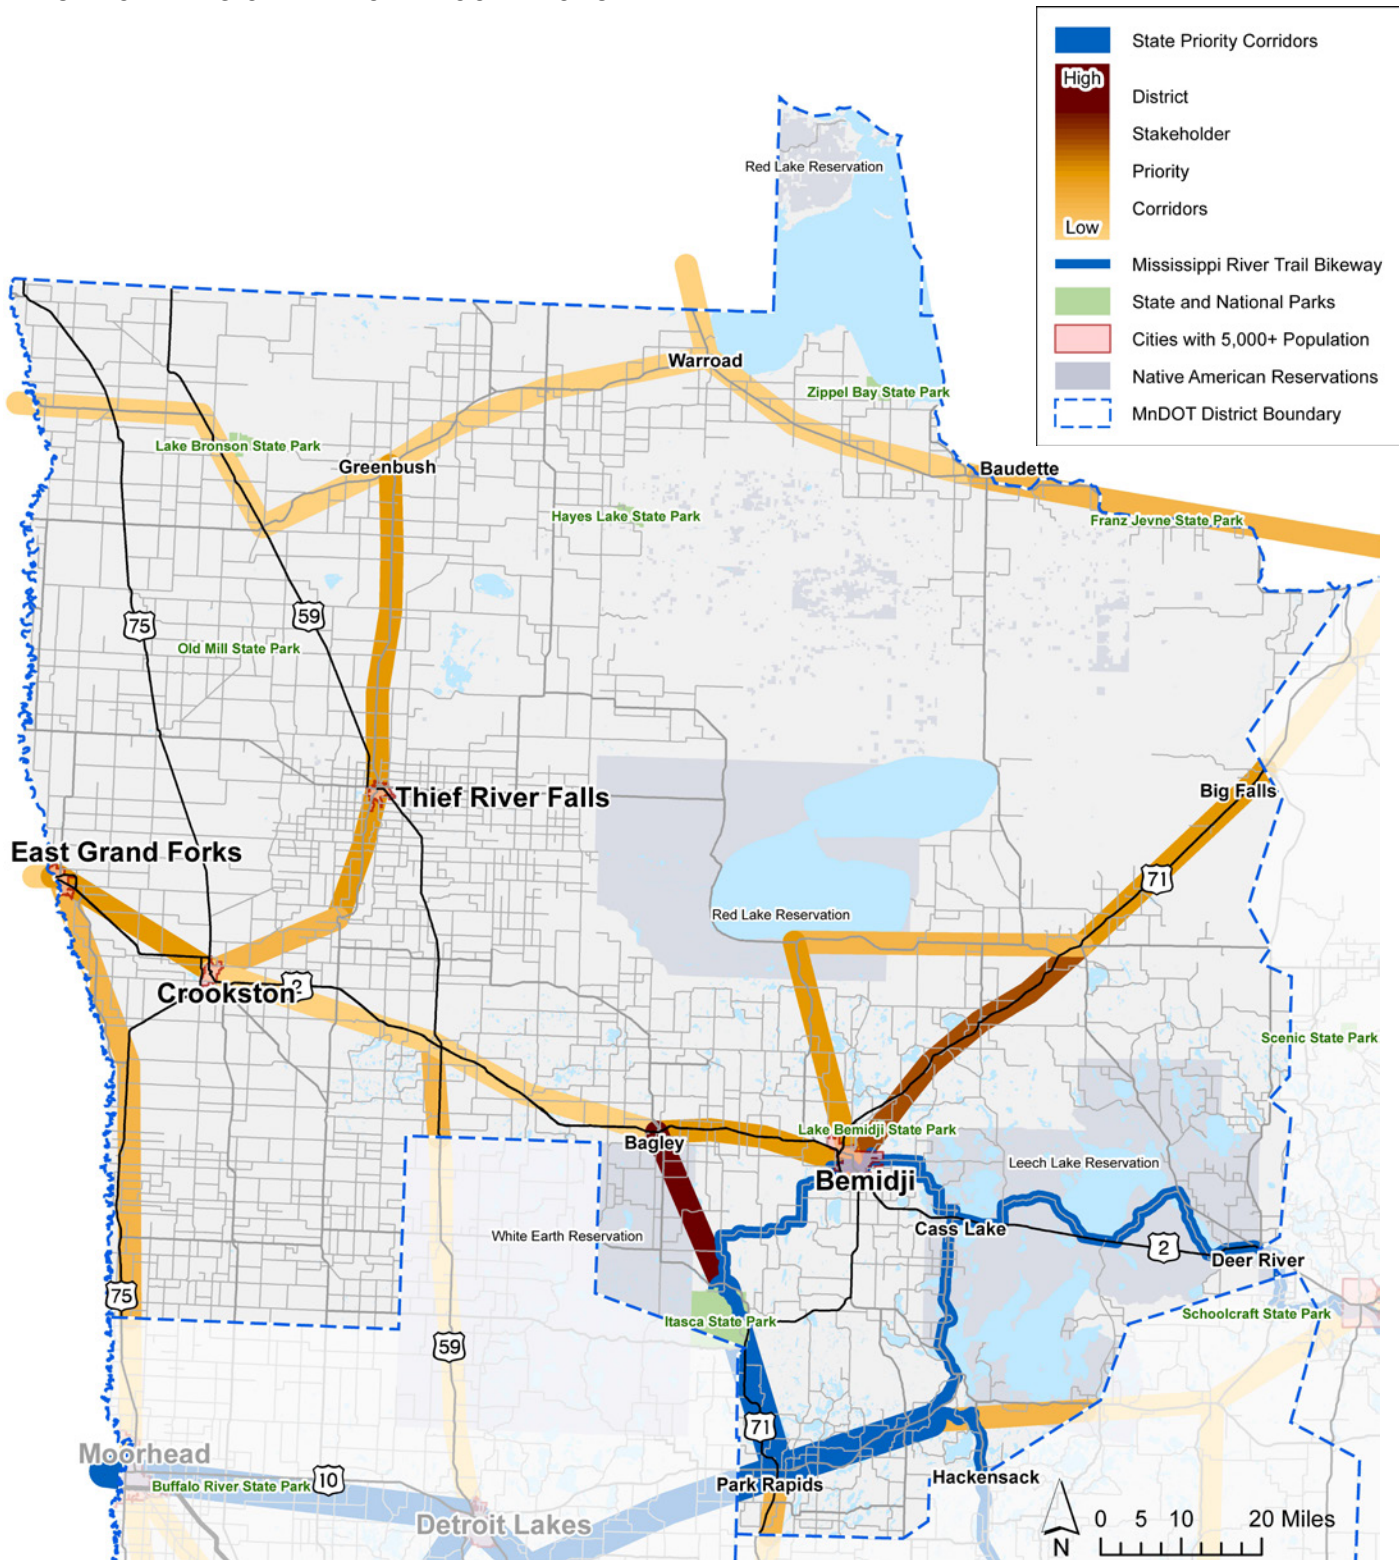 State Priority Corridors
High
District
Stakeholder
Priority
Corridors
Low
Mississippi River Trail Bikeway
State and National Parks
Cities with 5,000+ Population
Native American Reservations
MnDOT District Boundary
Red Lake Reservation
Warroad
Zippel Bay State Park
Lake Bronson State Park
Greenbush
Baudette
Hayes Lake State Park
Franz Jevne State Park
75
59
Old Mill State Park
Thief River Falls
Big Falls
East Grand Forks
71
Red Lake Reservation
Crookston
2
Scenic State Park
Lake Bemidji State Park
Bagley
Leech Lake Reservation
Bemidji
White Earth Reservation
Cass Lake
2
Deer River
75
Itasca State Park
Schoolcraft State Park
59
71
Moorhead
Buffalo River State Park
10
Park Rapids
Hackensack
Detroit Lakes
N
0 5 10 20 Miles